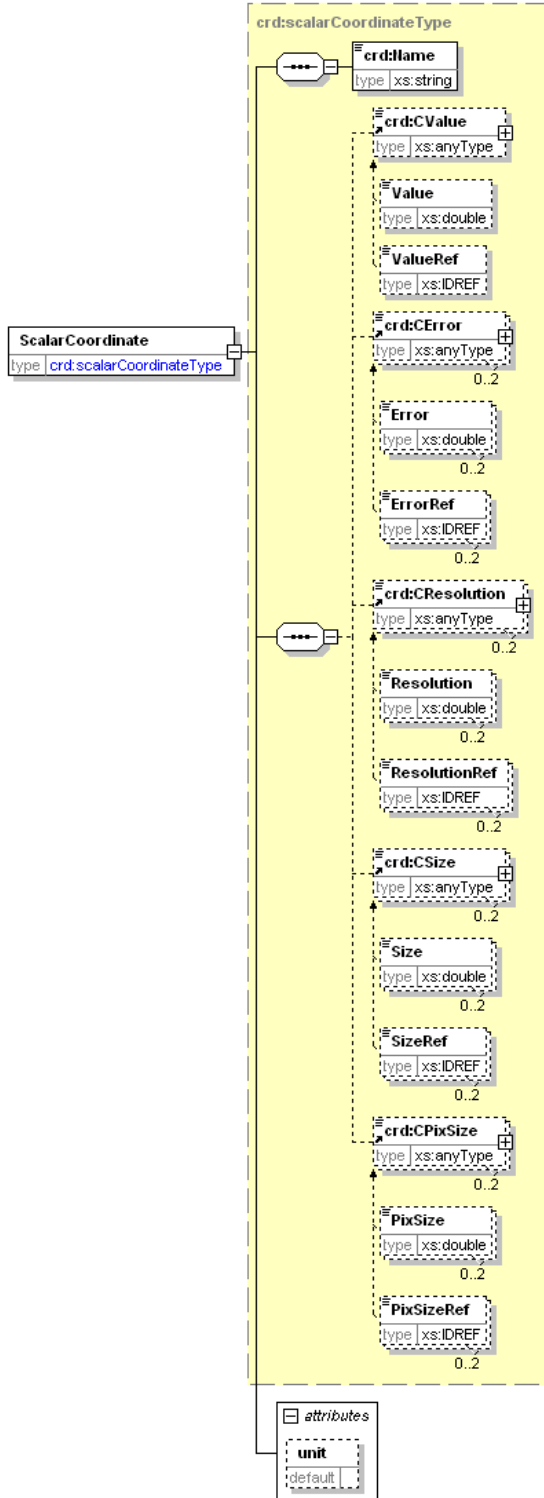 crd:scalarCoordinateType
crd:Name
type xs:string
crd:CValue
type xs:anyType
Value
type xs:double
ValueRef
type xs:IDREF
ScalarCoordinate
type crd:scalarCoordinateType
crd:CError
type xs:anyType
0..2
Error
type xs:double
0..2
ErrorRef
type xs:IDREF
0..2
crd:CResolution
type xs:anyType
0..2
Resolution
type xs:double
0..2
ResolutionRef
type xs:IDREF
0..2
crd:CSize
type xs:anyType
0..2
Size
type xs:double
0..2
SizeRef
type xs:IDREF
0..2
crd:CPixSize
type xs:anyType
0..2
PixSize
type xs:double
0..2
PixSizeRef
type xs:IDREF
0..2
attributes
unit
default